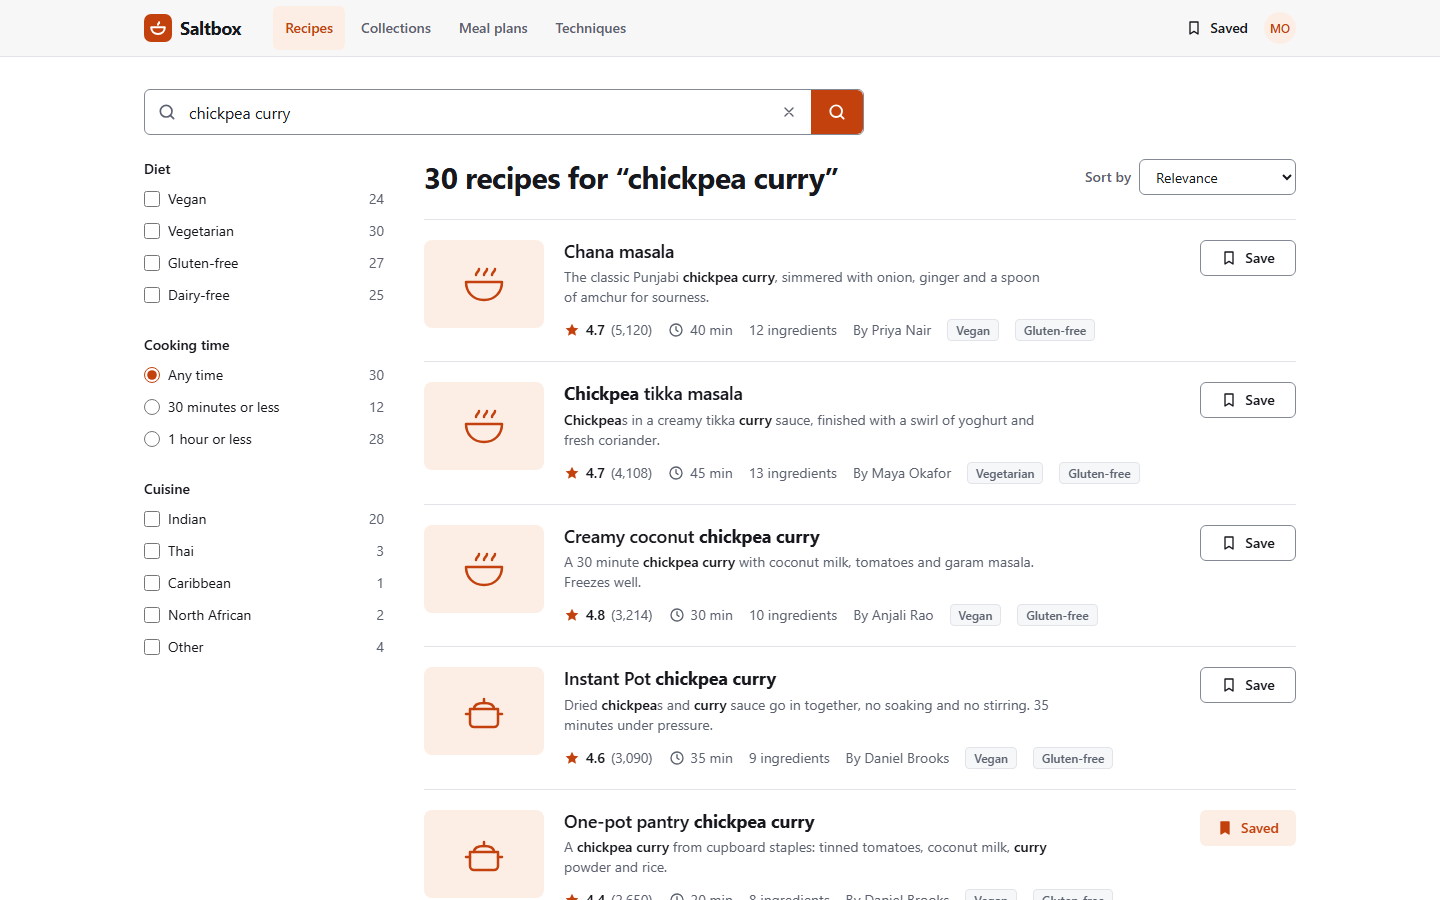 Saltbox
Recipes
Collections
Meal plans
Techniques
Saved
MO
chickpea curry
Diet
Vegan 24
Vegetarian 30
Gluten-free 27
Dairy-free 25
Cooking time
Any time 30
30 minutes or less 12
1 hour or less 28
Cuisine
Indian 20
Thai 3
Caribbean 1
North African 2
Other 4
30 recipes for “chickpea curry”
Sort by Relevance
Chana masala
The classic Punjabi chickpea curry, simmered with onion, ginger and a spoon
of amchur for sourness.
4.7 (5,120) 40 min 12 ingredients By Priya Nair Vegan Gluten-free
Save
Chickpea tikka masala
Chickpeas in a creamy tikka curry sauce, finished with a swirl of yoghurt and
fresh coriander.
4.7 (4,108) 45 min 13 ingredients By Maya Okafor Vegetarian Gluten-free
Save
Creamy coconut chickpea curry
A 30 minute chickpea curry with coconut milk, tomatoes and garam masala.
Freezes well.
4.8 (3,214) 30 min 10 ingredients By Anjali Rao Vegan Gluten-free
Save
Instant Pot chickpea curry
Dried chickpeas and curry sauce go in together, no soaking and no stirring. 35
minutes under pressure.
4.6 (3,090) 35 min 9 ingredients By Daniel Brooks Vegan Gluten-free
Save
One-pot pantry chickpea curry
A chickpea curry from cupboard staples: tinned tomatoes, coconut milk, curry
powder and rice.
ingredients By Daniel Brooks Vegan Gluten-free
Saved